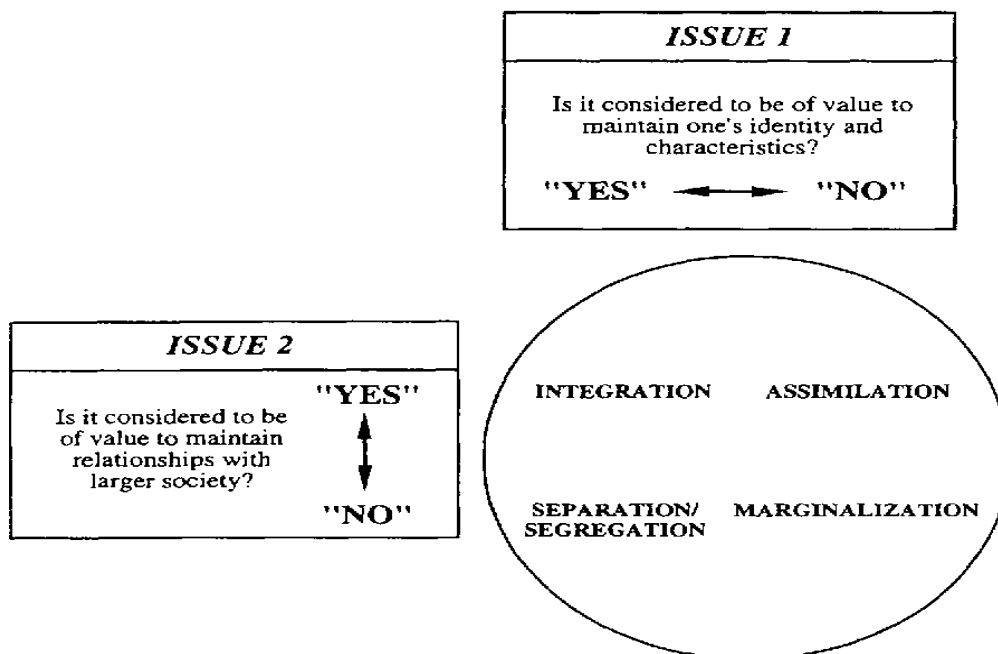 ISSUE 1
Is it considered to be of value to
maintain one's identity and
characteristics?
"YES" "NO"
ISSUE 2
Is it considered to be
of value to maintain
relationships with
larger society?
"YES"
"NO"
INTEGRATION ASSIMILATION
SEPARATION/
SEGREGATION
MARGINALIZATION